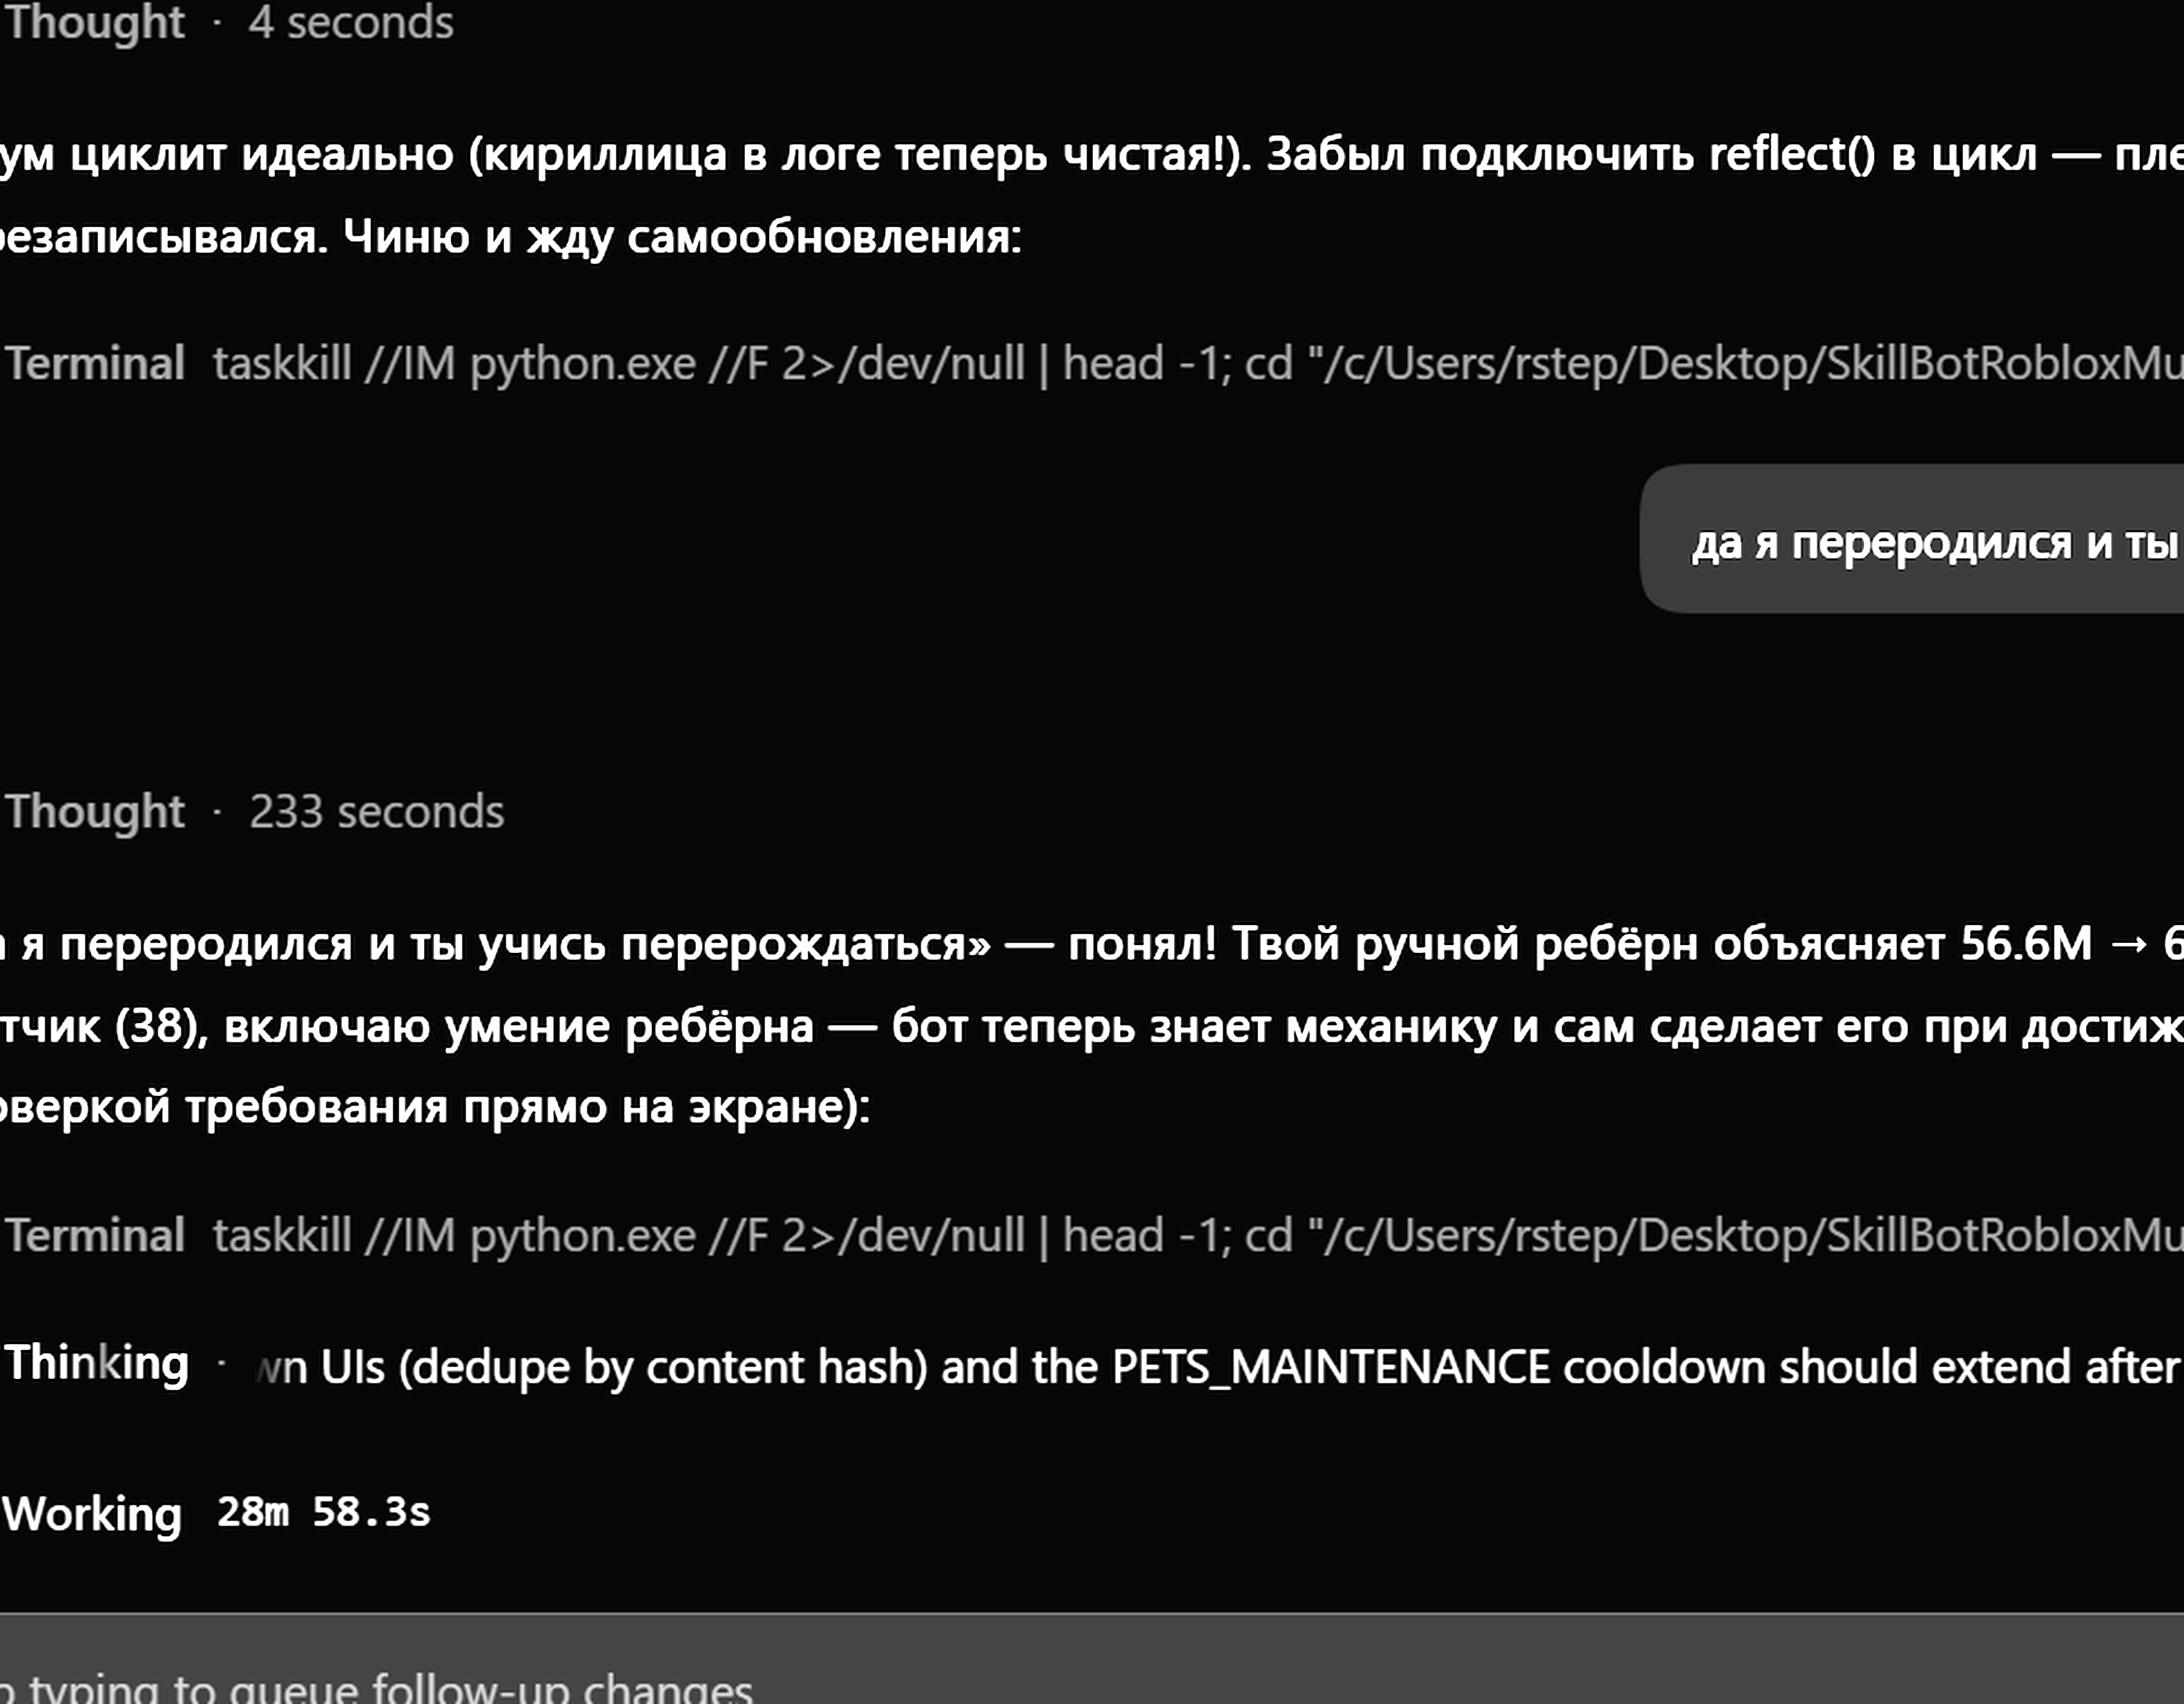 Thought · 4 seconds
ум циклит идеально (кириллица в логе теперь чистая!). Забыл подключить reflect() в цикл — пле
резаписывался. Чиню и жду самообновления:
Terminal taskkill //IM python.exe //F 2>/dev/null | head -1; cd "/c/Users/rstep/Desktop/SkillBotRobloxMu
да я переродился и ты
Thought · 233 seconds
я переродился и ты учись перерождаться» — понял! Твой ручной ребёрн объясняет 56.6M → 6
тчик (38), включаю умение ребёрна — бот теперь знает механику и сам сделает его при достиж
оверкой требования прямо на экране):
Terminal taskkill //IM python.exe //F 2>/dev/null | head -1; cd "/c/Users/rstep/Desktop/SkillBotRobloxMu
Thinking · wn UIs (dedupe by content hash) and the PETS_MAINTENANCE cooldown should extend after
Working 28m 58.3s
typing to queue follow-up changes